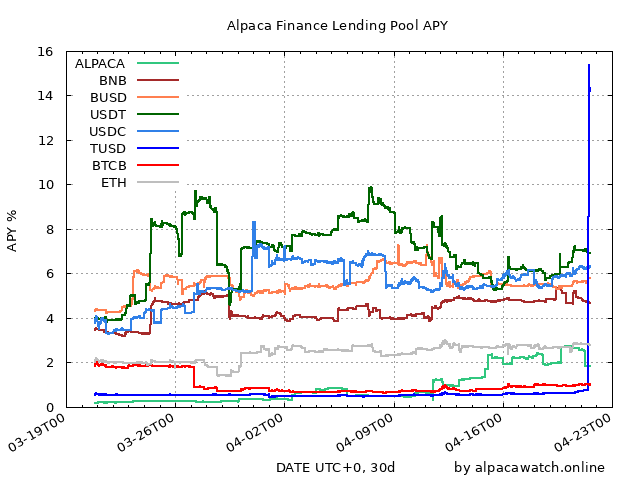 Alpaca Finance Lending Pool APY
16
14
12
10
8
6
4
2
0
APY %
ALPACA
BNB
BUSD
USDT
USDC
TUSD
BTCB
ETH
03-19T00
03-26T00
04-02T00
04-09T00
04-16T00
04-23T00
DATE UTC+0, 30d
by alpacawatch.online